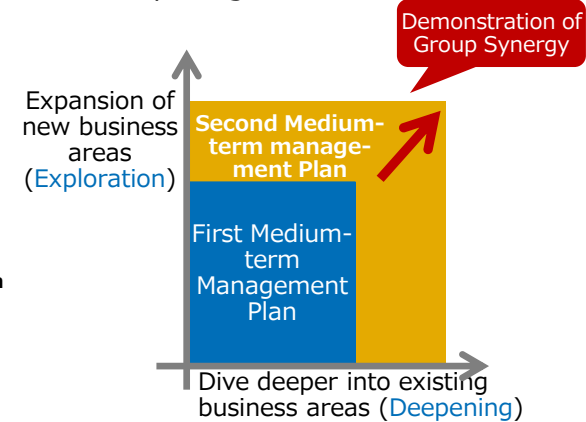 Demonstration of
Group Synergy
Expansion of
new business
areas
(Exploration)
Second Medium-
term manage-
ment Plan
First Medium-
term
Management
Plan
Dive deeper into existing
business areas (Deepening)